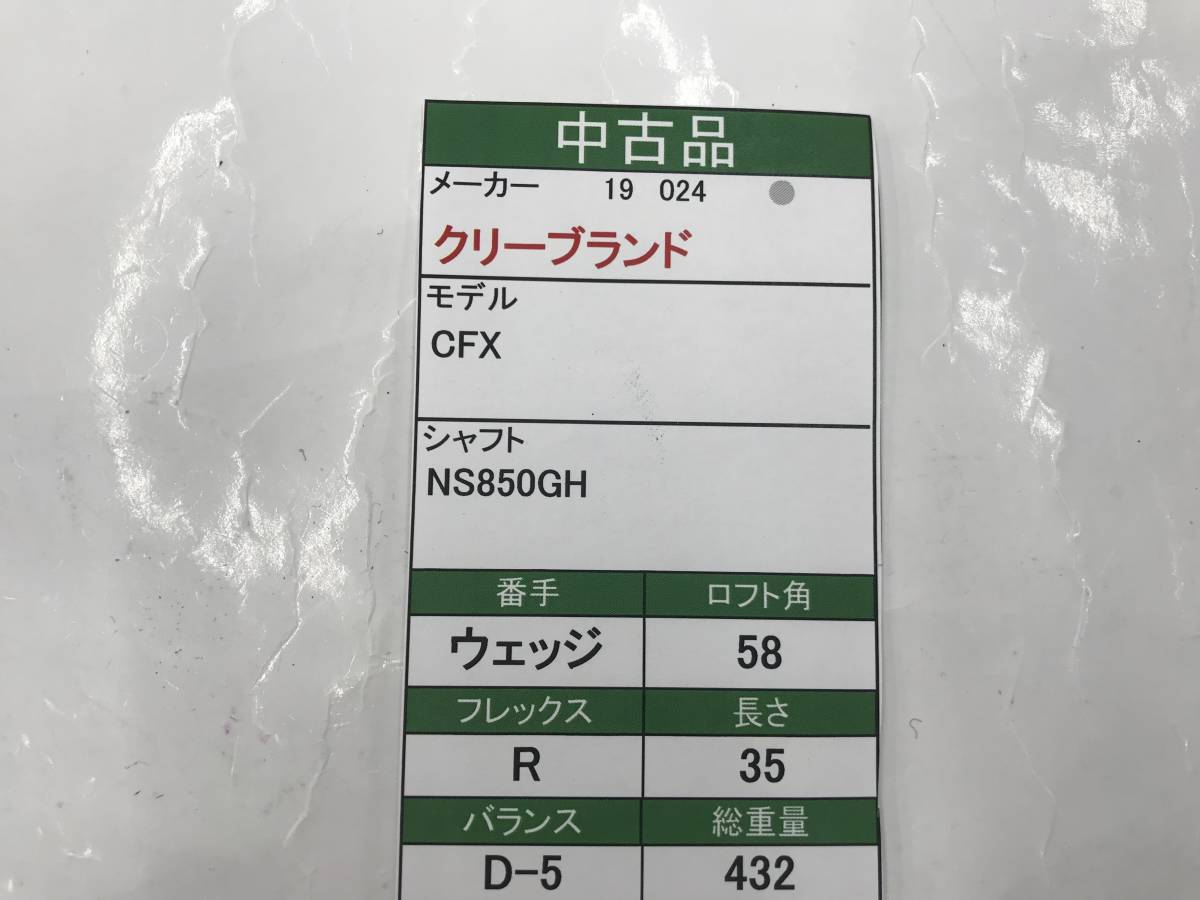 中古品
メーカー 19 024
クリーブランド
モデル
CFX
シャフト
NS850GH
番手 ロフト角
ウェッジ 58
フレックス 長さ
R 35
バランス 総重量
D-5 432